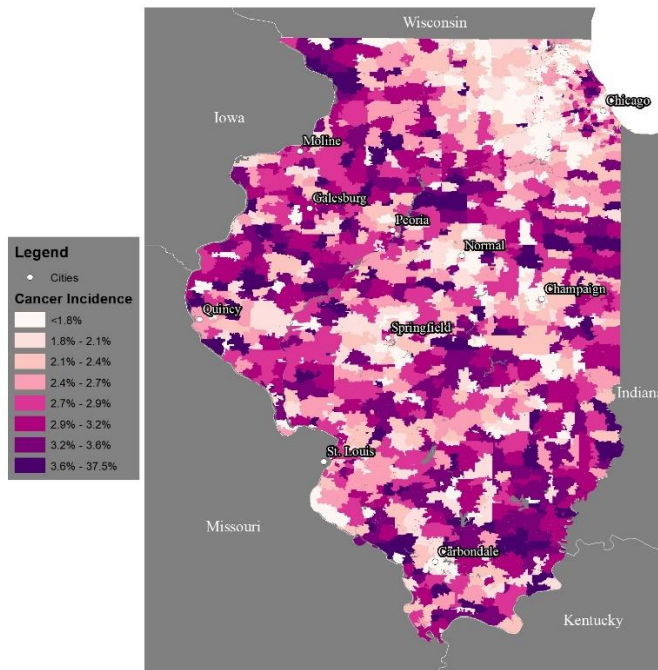 Wisconsin
Chicago
Iowa
Moline
Galesburg
Peoria
Normal
Champaign
Quincy
Springfield
Indiana
St. Louis
Missouri
Carbondale
Kentucky
Legend
Cities
Cancer Incidence
<1.8%
1.8% - 2.1%
2.1% - 2.4%
2.4% - 2.7%
2.7% - 2.9%
2.9% - 3.2%
3.2% - 3.6%
3.6% - 37.5%